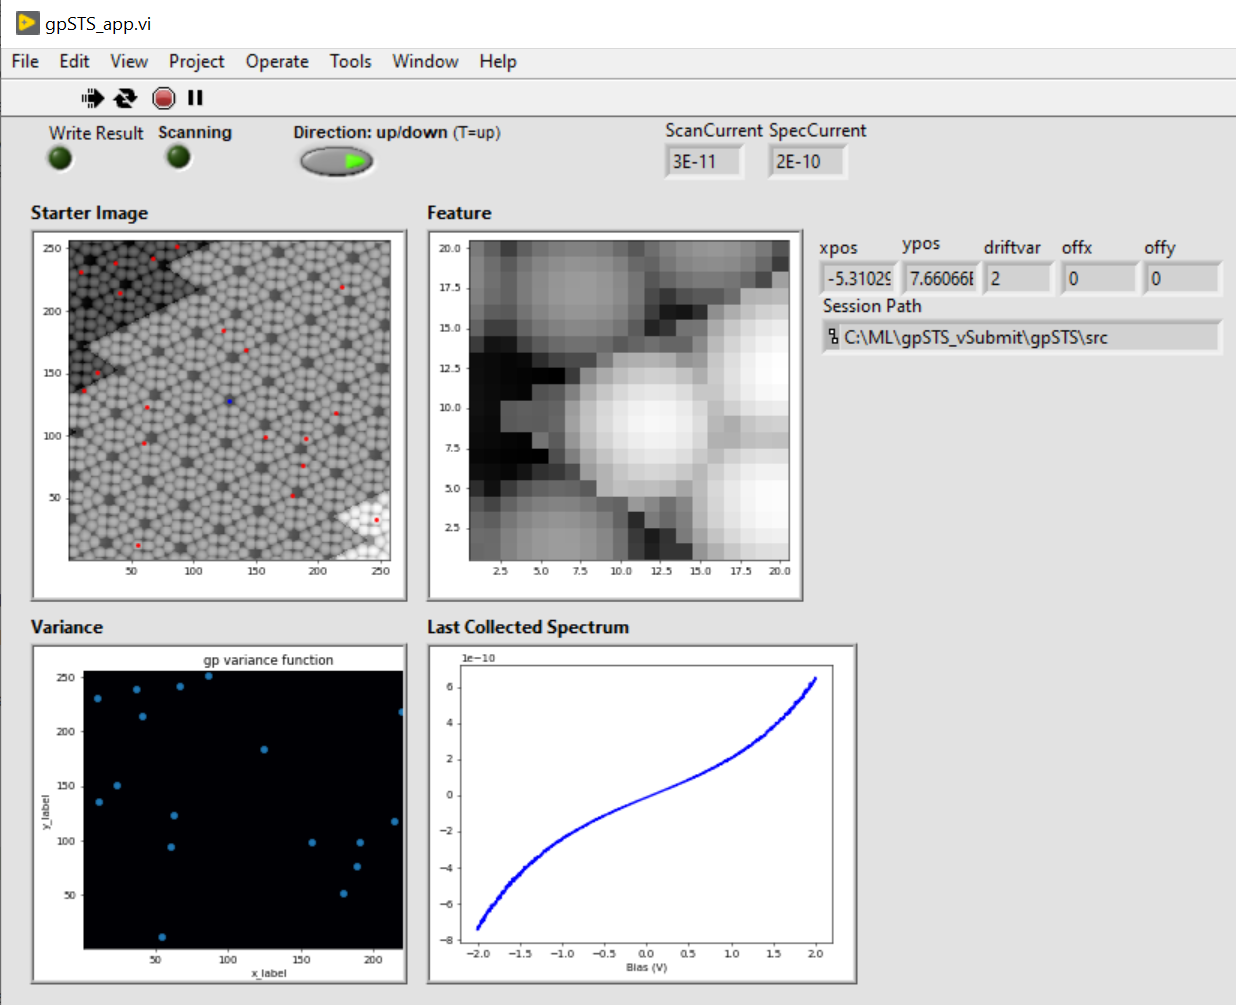 gpSTS_app.vi
File Edit View Project Operate Tools Window Help
Write Result Scanning Direction: up/down (T=up) ScanCurrent SpecCurrent
3E-11 2E-10
Starter Image Feature
xpos ypos driftvar offx offy
-5.31029 7.66066E 2 0 0
Session Path
C:\ML\gpSTS_vSubmit\gpSTS\src
250
200
150
100
50
50 100 150 200 250
20.0
17.5
15.0
12.5
10.0
7.5
5.0
2.5
2.5 5.0 7.5 10.0 12.5 15.0 17.5 20.0
Variance Last Collected Spectrum
gp variance function
250
200
150
100
50
y_label
50 100 150 200
x_label
1e-10
6
4
2
0
−2
−4
−6
−8
−2.0 −1.5 −1.0 −0.5 0.0 0.5 1.0 1.5 2.0
Bias (V)